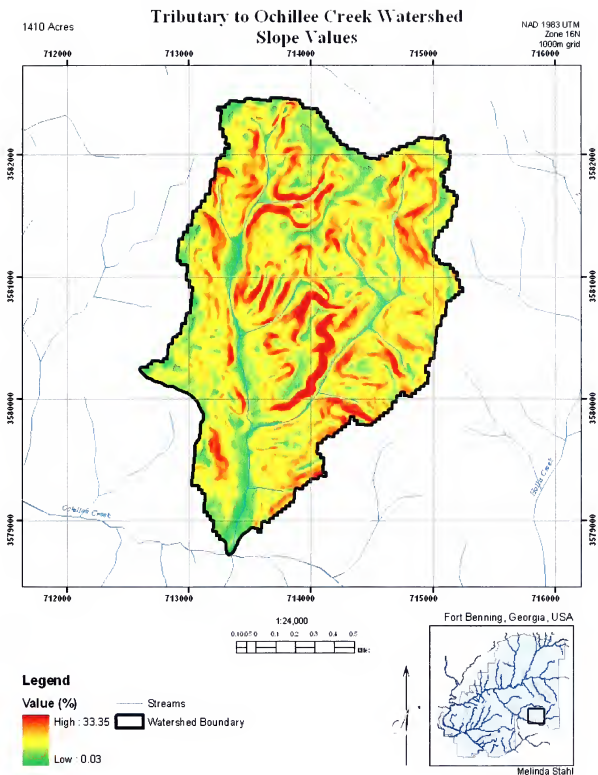 1410 Acres
Tributary to Ochillee Creek Watershed
Slope Values
NAD 1983 UTM
Zone 16N
1000m grid
712000 713000 714000 715000 716000
3582000 3582000
3581000 3581000
3580000 3580000
3579000 3579000
Ochillee Creek
712000 713000 714000 715000 716000
1:24,000
0.1 0.2 0.3 0.4 0.5
Fort Benning, Georgia, USA
Legend
Value (%)
High : 33.35
Low : 0.03
Streams
Watershed Boundary
Melinda Stahl